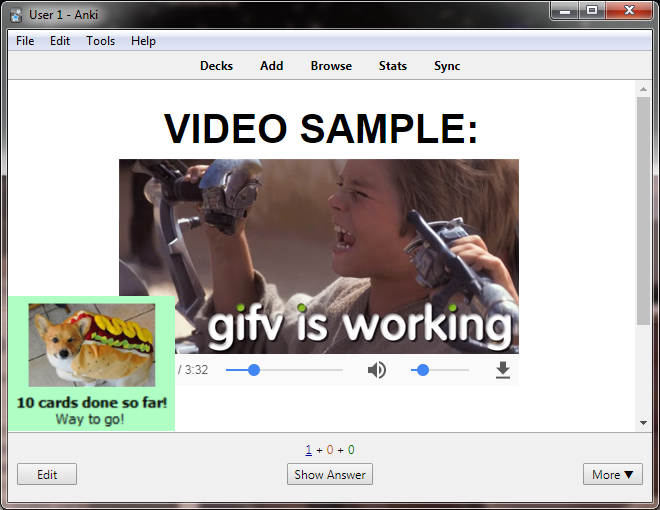 User 1 - Anki
File Edit Tools Help
Decks Add Browse Stats Sync
VIDEO SAMPLE:
gifv is working
/ 3:32
10 cards done so far!
Way to go!
1 + 0 + 0
Edit Show Answer More ▼